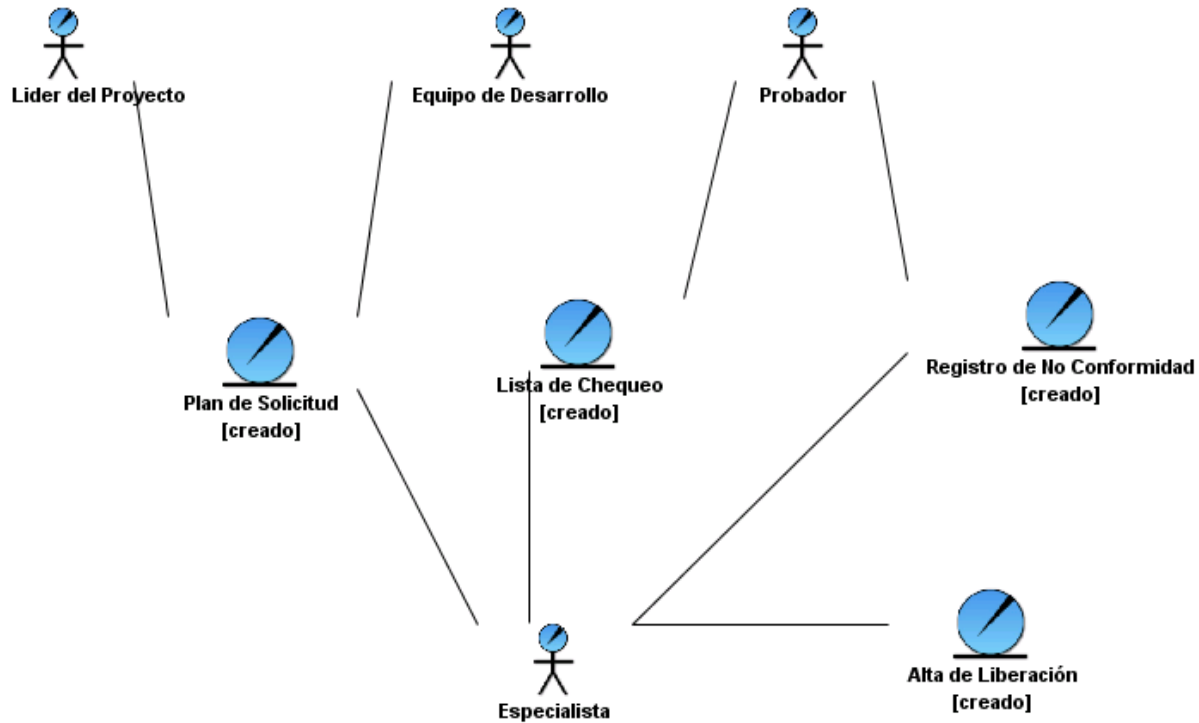 Lider del Proyecto
Equipo de Desarrollo
Probador
Plan de Solicitud
[creado]
Lista de Chequeo
[creado]
Registro de No Conformidad
[creado]
Especialista
Alta de Liberación
[creado]